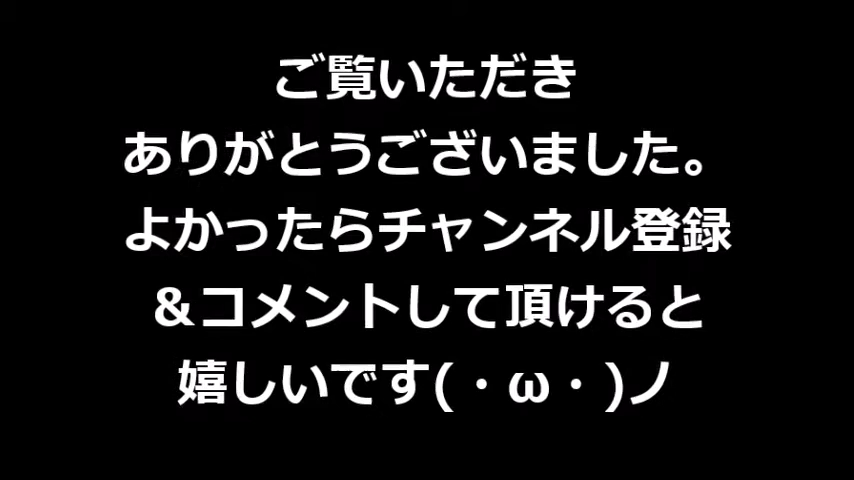 ご覧いただき
ありがとうございました。
よかったらチャンネル登録
＆コメントして頂けると
嬉しいです(・ω・)ノ